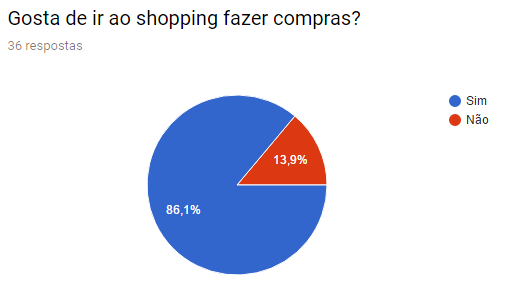 Gosta de ir ao shopping fazer compras?
36 respostas
Sim
Não
13,9%
86,1%